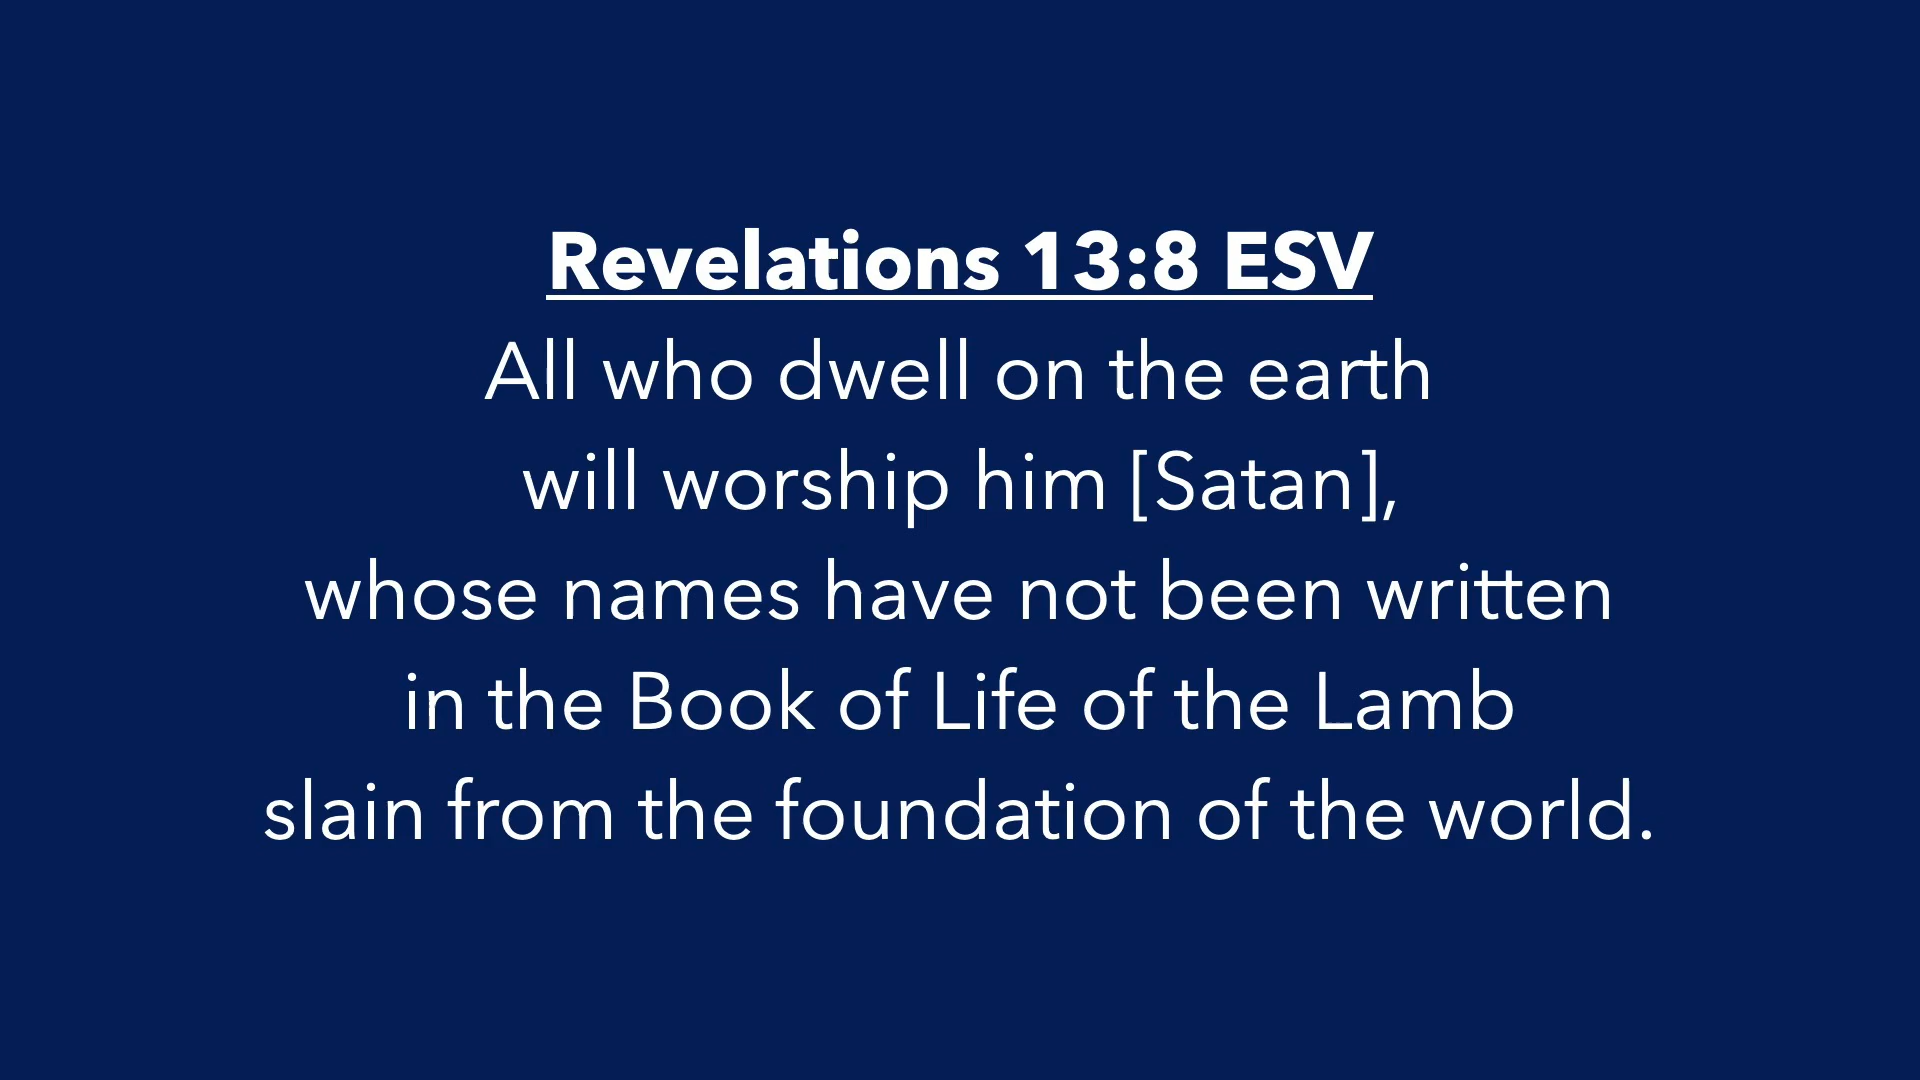 Revelations 13:8 ESV
All who dwell on the earth
will worship him [Satan],
whose names have not been written
in the Book of Life of the Lamb
slain from the foundation of the world.